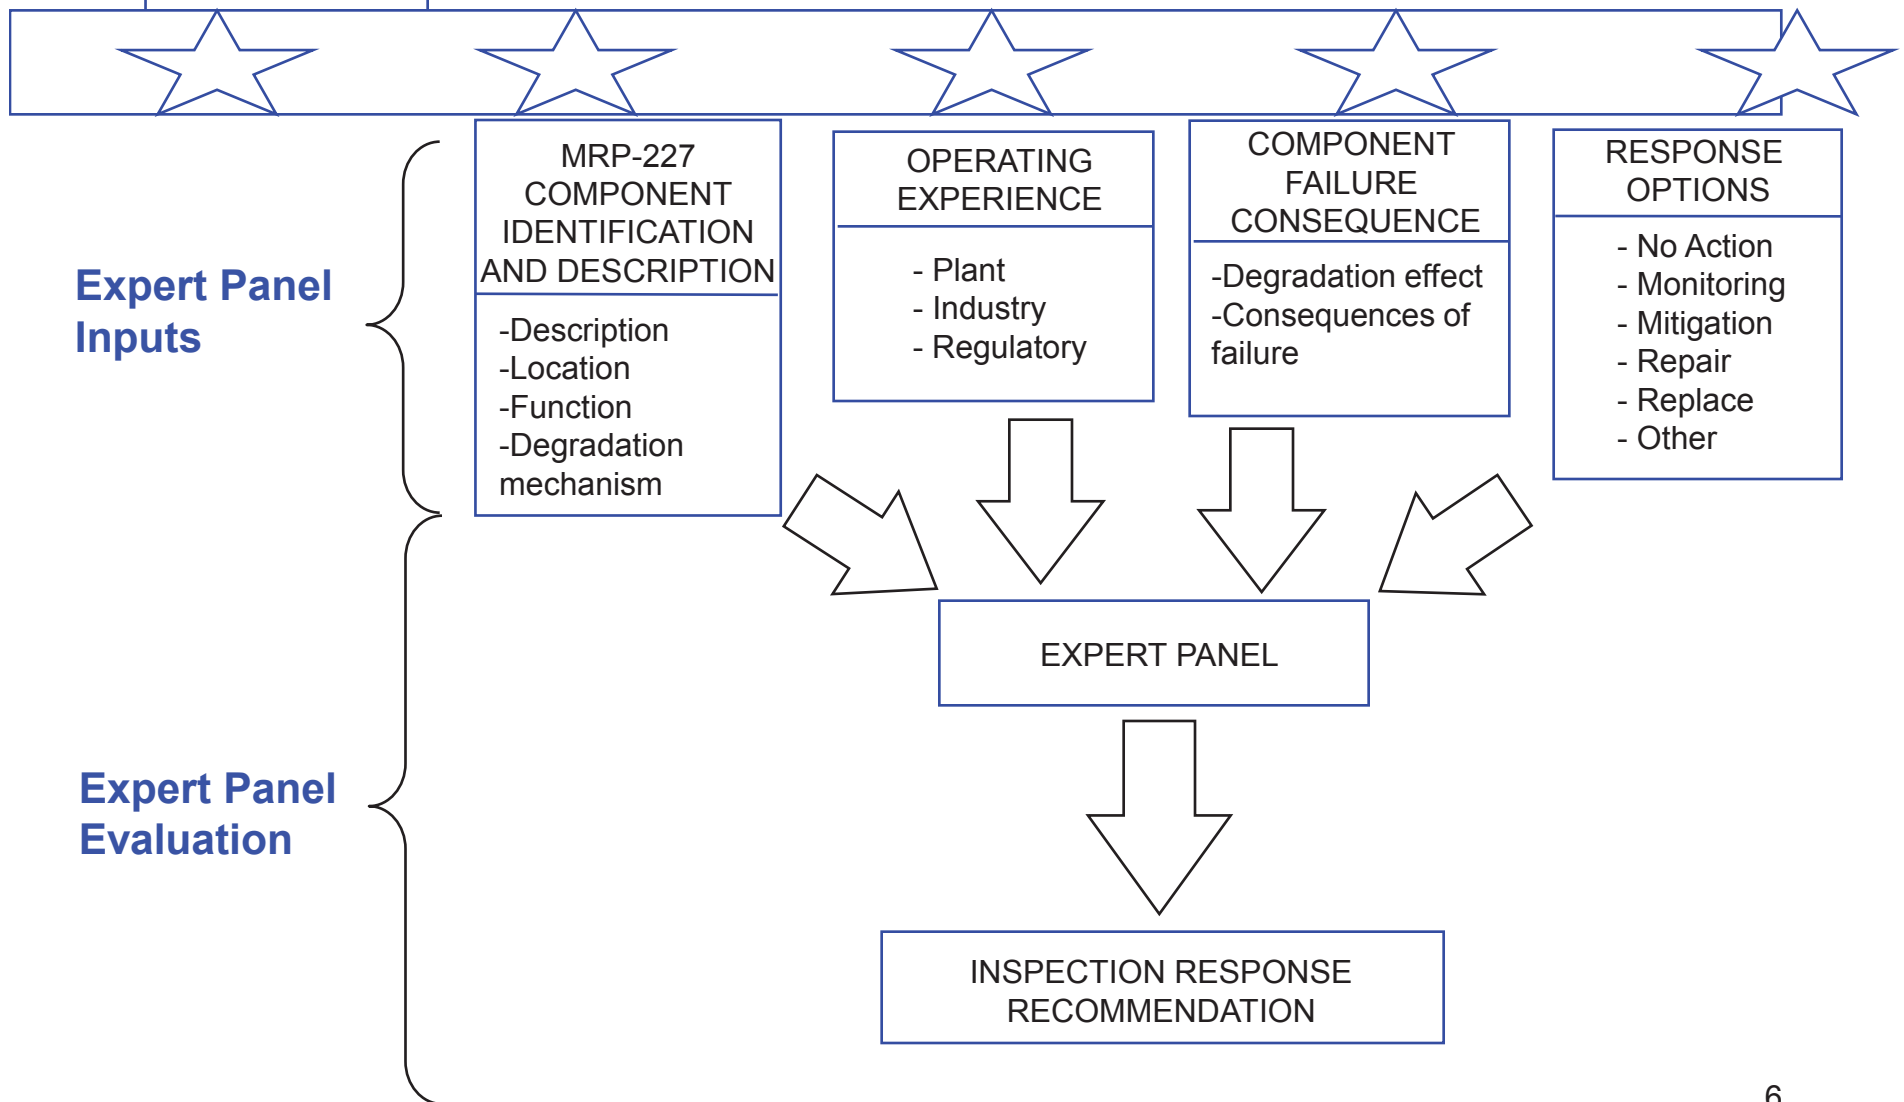 Expert Panel
Inputs
MRP-227
COMPONENT
IDENTIFICATION
AND DESCRIPTION
-Description
-Location
-Function
-Degradation
mechanism
OPERATING
EXPERIENCE
- Plant
- Industry
- Regulatory
COMPONENT
FAILURE
CONSEQUENCE
-Degradation effect
-Consequences of
failure
RESPONSE
OPTIONS
- No Action
- Monitoring
- Mitigation
- Repair
- Replace
- Other
Expert Panel
Evaluation
EXPERT PANEL
INSPECTION RESPONSE
RECOMMENDATION
6